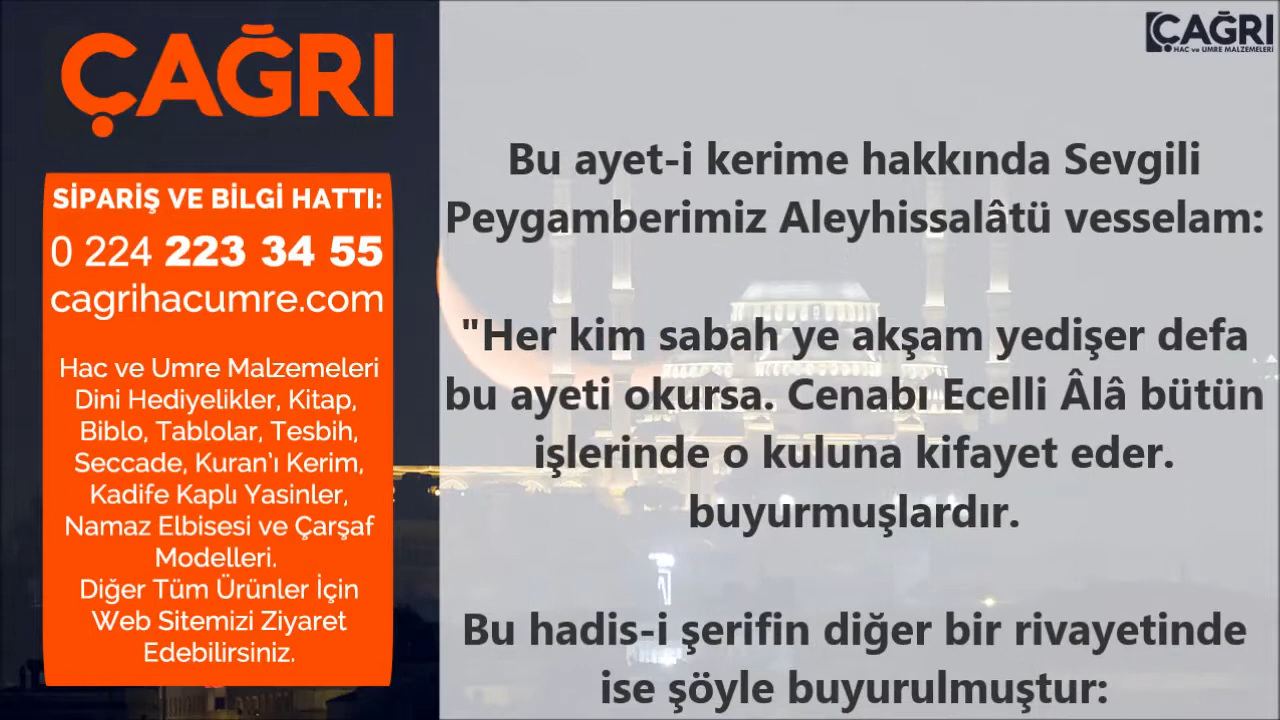 ÇAĞRI
SİPARİŞ VE BİLGİ HATTI:
0 224 223 34 55
cagrihacumre.com
Hac ve Umre Malzemeleri
Dini Hediyelikler, Kitap,
Biblo, Tablolar, Tesbih,
Seccade, Kuran’ı Kerim,
Kadife Kaplı Yasinler,
Namaz Elbisesi ve Çarşaf
Modelleri.
Diğer Tüm Ürünler İçin
Web Sitemizi Ziyaret
Edebilirsiniz.
ÇAĞRI
HAC ve UMRE MALZEMELERİ
Bu ayet-i kerime hakkında Sevgili
Peygamberimiz Aleyhissalâtü vesselam:
"Her kim sabah ye akşam yedişer defa
bu ayeti okursa. Cenabı Ecelli Âlâ bütün
işlerinde o kuluna kifayet eder.
buyurmuşlardır.
Bu hadis-i şerifin diğer bir rivayetinde
ise şöyle buyurulmuştur: